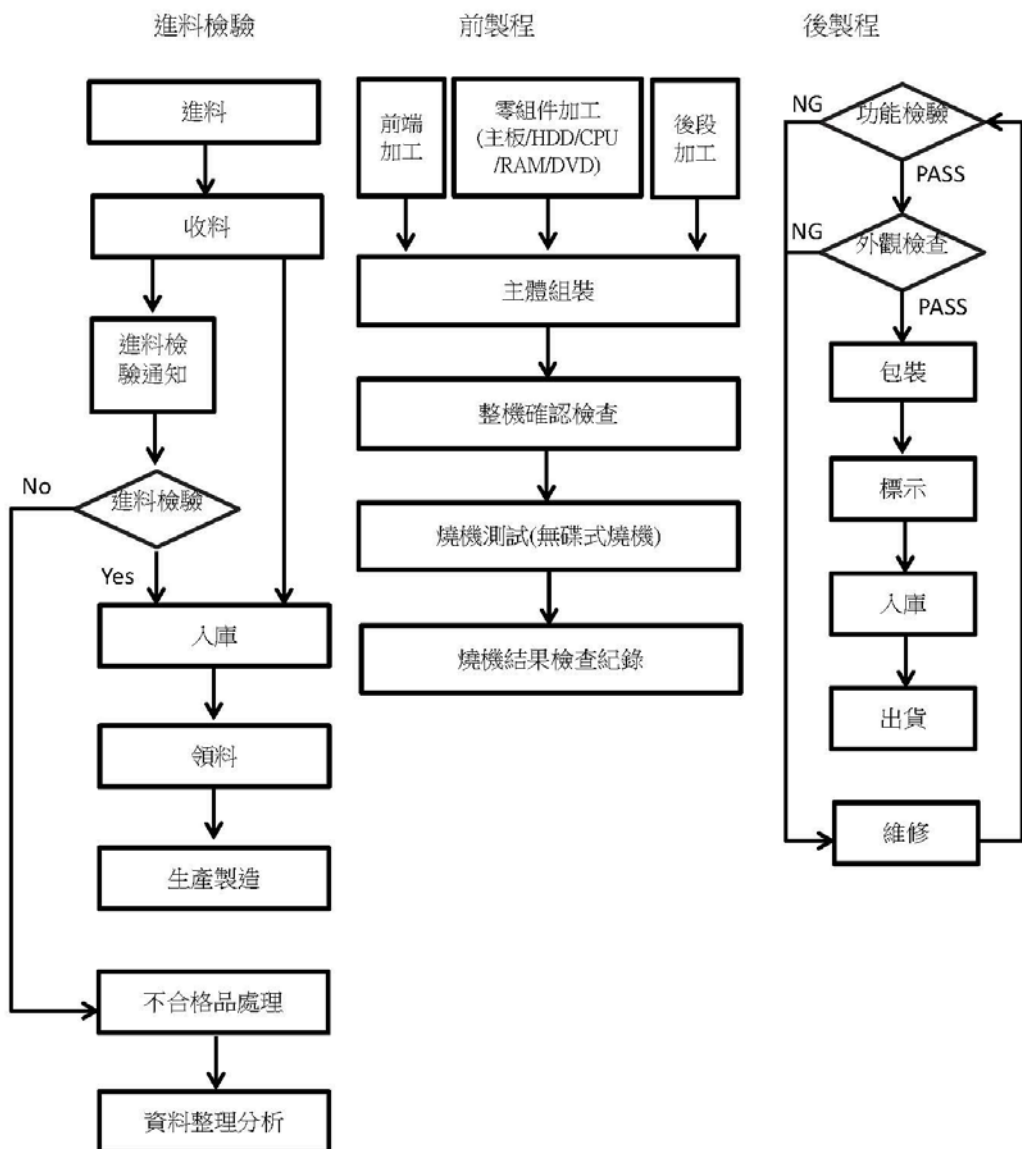 進料檢驗
進料
收料
進料檢
驗通知
進料檢驗
No
Yes
入庫
領料
生產製造
不合格品處理
資料整理分析
前製程
前端
加工
零組件加工
(主板/HDD/CPU
/RAM/DVD)
後段
加工
主體組裝
整機確認檢查
燒機測試(無碟式燒機)
燒機結果檢查紀錄
後製程
NG
功能檢驗
PASS
NG
外觀檢查
PASS
包裝
標示
入庫
出貨
維修